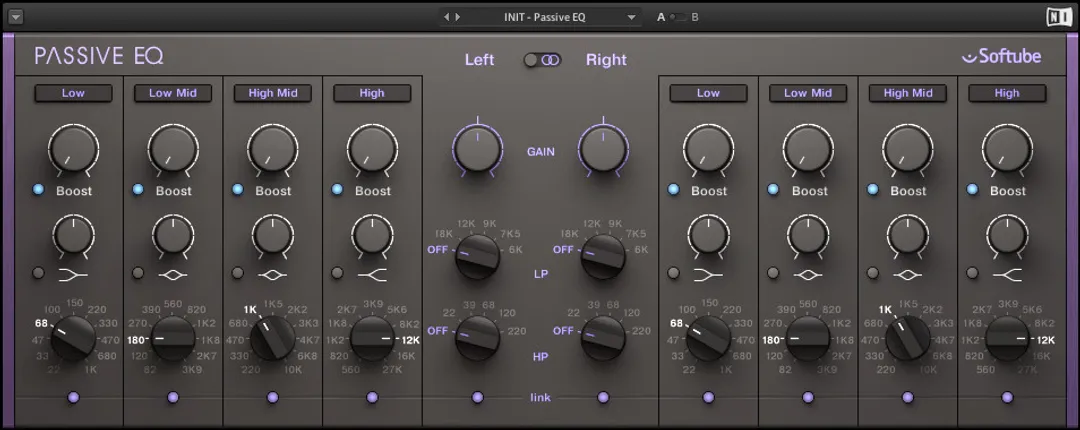 INIT - Passive EQ
A B
NI
PASSIVE EQ
Left Right
Softube
Low
Low Mid
High Mid
High
Low
Low Mid
High Mid
High
GAIN
Boost
Boost
Boost
Boost
Boost
Boost
Boost
Boost
22 33 47 68 100 150 220 330 470 680 1K
82 120 180 270 390 560 820 1K2 1K8 2K7 3K9
220 330 470 680 1K 1K5 2K2 3K3 4K7 6K8 10K
560 820 1K2 1K8 2K7 3K9 5K6 8K2 12K 16K 27K
OFF 18K 12K 9K 7K5 6K
LP
OFF 18K 12K 9K 7K5 6K
OFF 22 39 68 120 220
HP
OFF 22 39 68 120 220
22 33 47 68 100 150 220 330 470 680 1K
82 120 180 270 390 560 820 1K2 1K8 2K7 3K9
220 330 470 680 1K 1K5 2K2 3K3 4K7 6K8 10K
560 820 1K2 1K8 2K7 3K9 5K6 8K2 12K 16K 27K
link